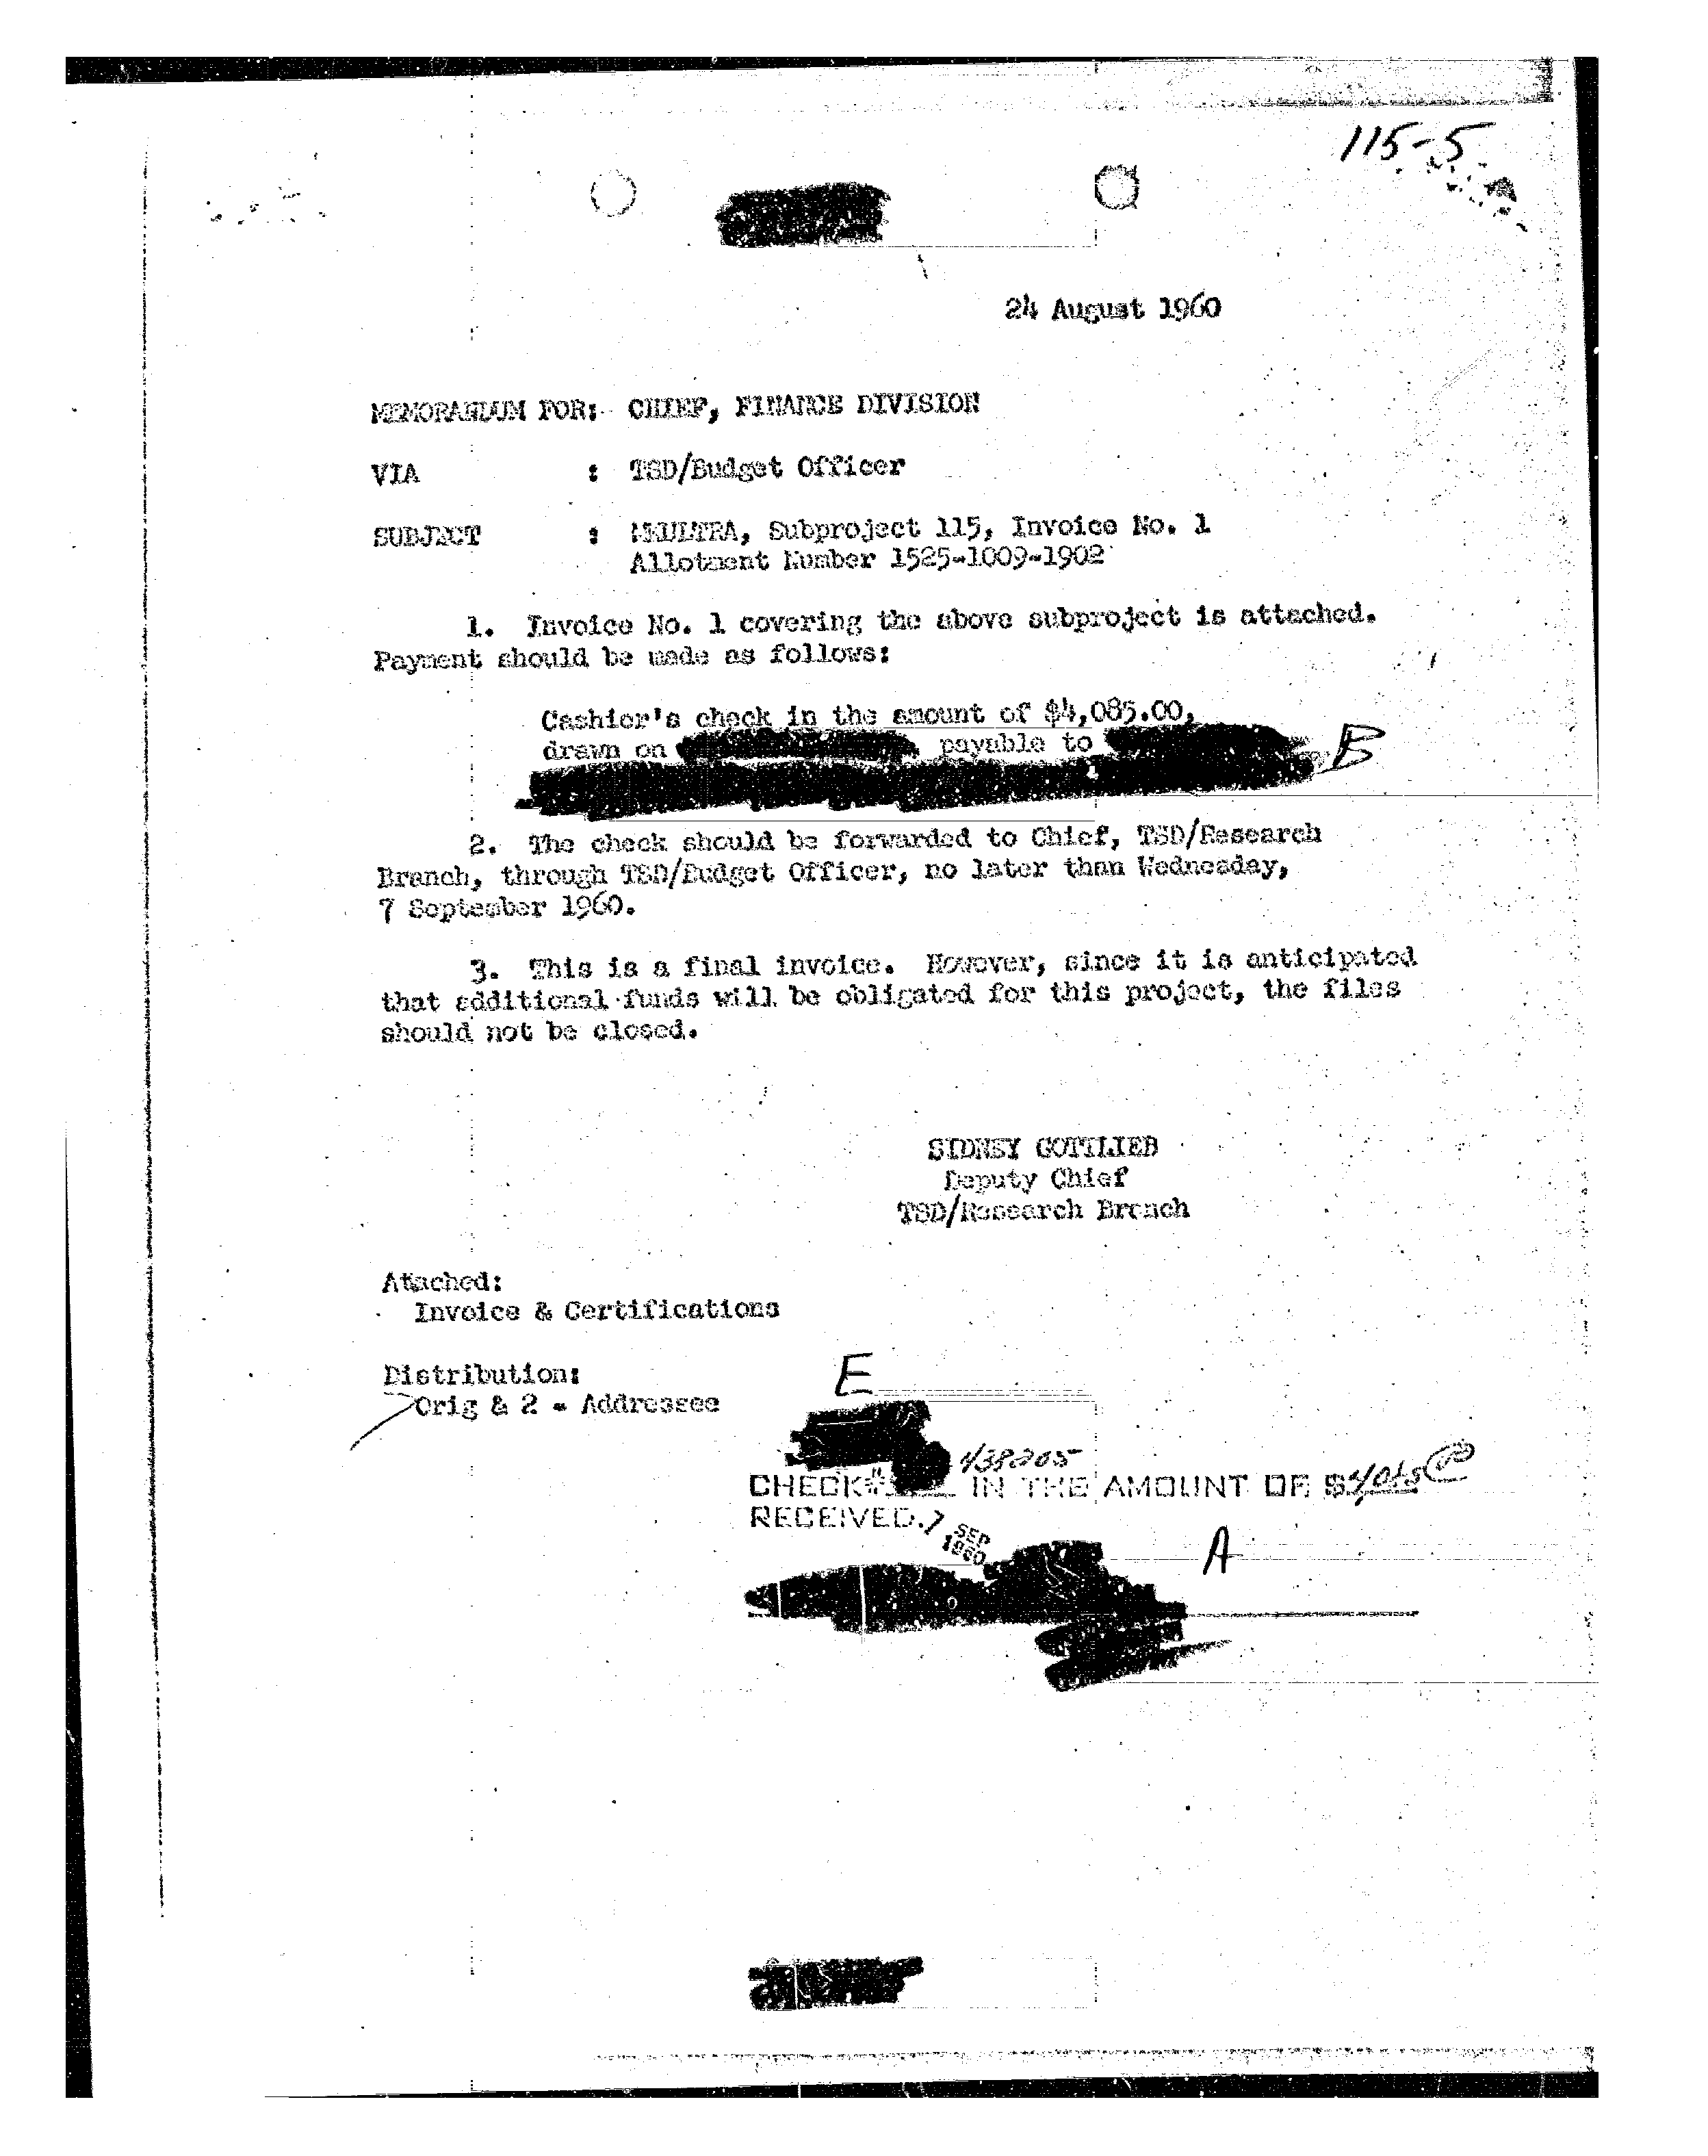 115-5
24 August 1960
MEMORANDUM FOR: CHIEF, FINANCE DIVISION
VIA : TSD/Budget Officer
SUBJECT : MKULTRA, Subproject 115, Invoice No. 1
Allotment Number 1525-1009-1902
1. Invoice No. 1 covering the above subproject is attached.
Payment should be made as follows:
Cashier's check in the amount of $4,085.00,
drawn on , payable to
B
2. The check should be forwarded to Chief, TSD/Research
Branch, through TSD/Budget Officer, no later than Wednesday,
7 September 1960.
3. This is a final invoice. However, since it is anticipated
that additional funds will be obligated for this project, the files
should not be closed.
SIDNEY GOTTLIEB
Deputy Chief
TSD/Research Branch
Attached:
Invoice & Certifications
Distribution:
Orig & 2 - Addressee
E
CHECK# IN THE AMOUNT OF $
RECEIVED. 7 SEP 1960
A